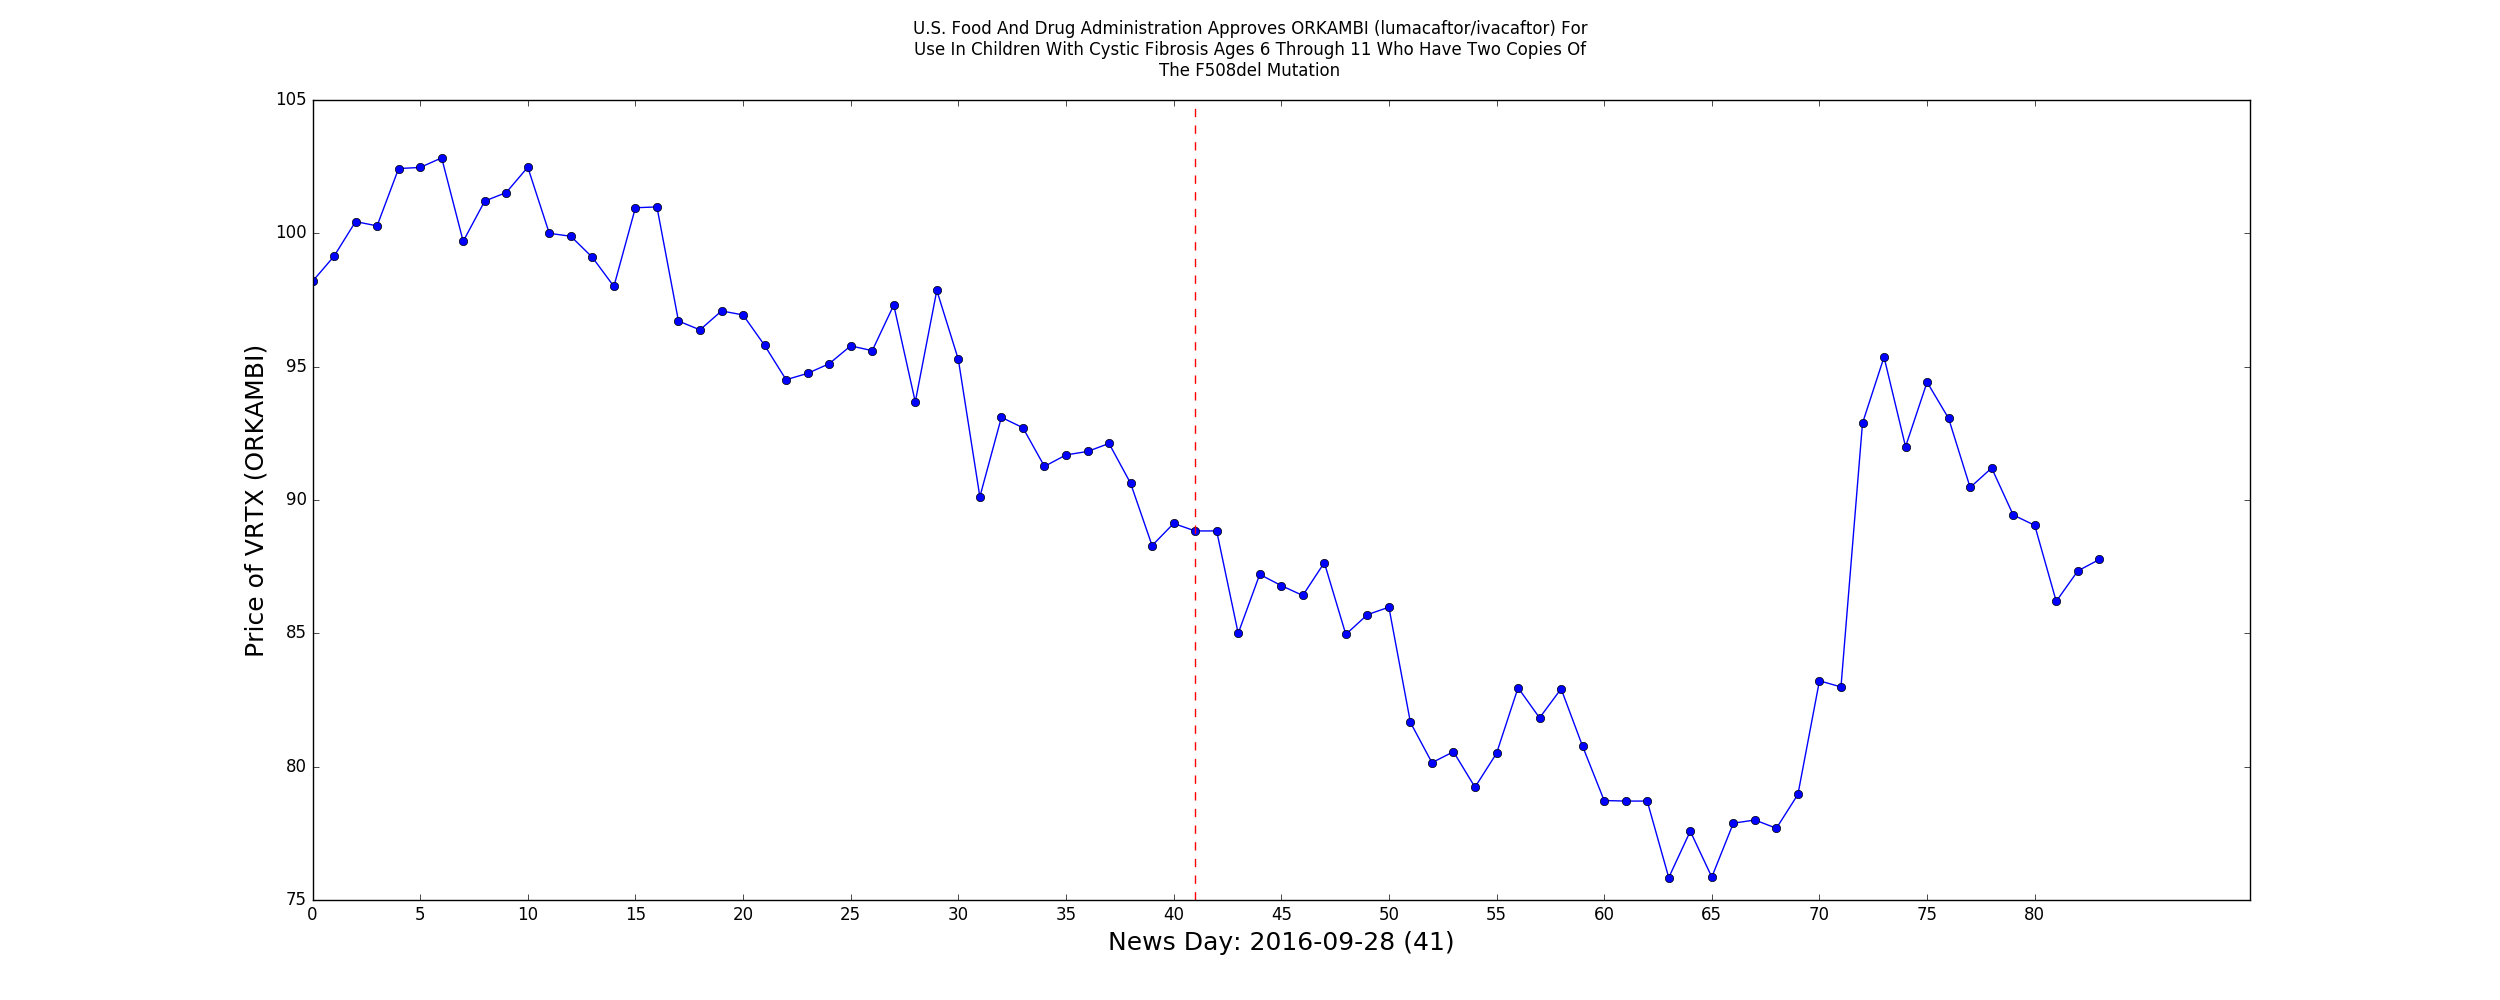 U.S. Food And Drug Administration Approves ORKAMBI (lumacaftor/ivacaftor) For
Use In Children With Cystic Fibrosis Ages 6 Through 11 Who Have Two Copies Of
The F508del Mutation
105
100
95
90
85
80
75
Price of VRTX (ORKAMBI)
0 5 10 15 20 25 30 35 40 45 50 55 60 65 70 75 80
News Day: 2016-09-28 (41)